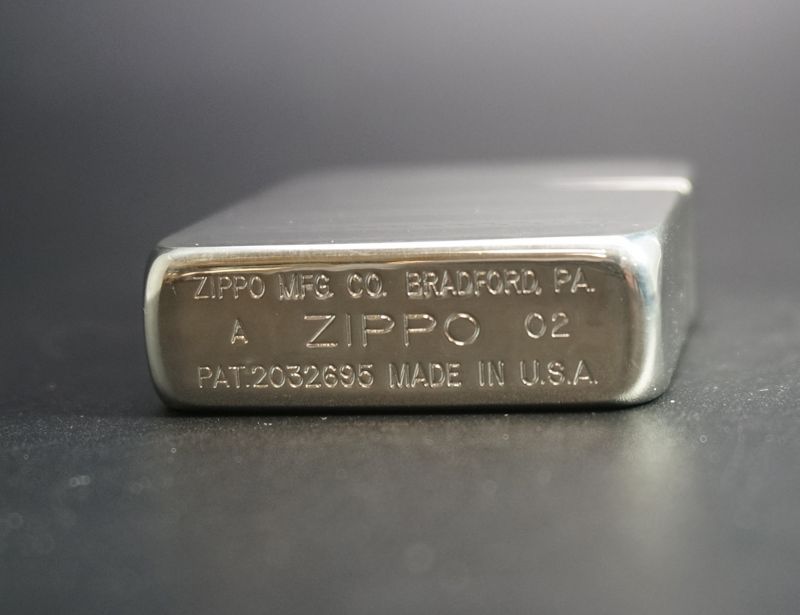 ZIPPO MFG. CO. BRADFORD, PA.
A ZIPPO 02
PAT.2032695 MADE IN U.S.A.